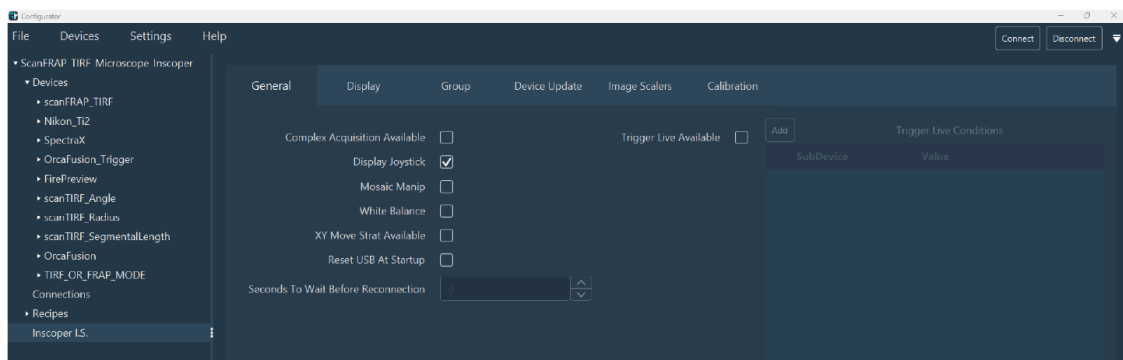 Configurator
File Devices Settings Help
Connect Disconnect
ScanFRAP TIRF Microscope Inscoper
Devices
scanFRAP_TIRF
Nikon_Ti2
SpectraX
OrcaFusion_Trigger
FirePreview
scanTIRF_Angle
scanTIRF_Radius
scanTIRF_SegmentalLength
OrcaFusion
TIRF_OR_FRAP_MODE
Connections
Recipes
Inscoper I.S.
General Display Group Device Update Image Scalers Calibration
Complex Acquisition Available
Display Joystick
Mosaic Manip
White Balance
XY Move Strat Available
Reset USB At Startup
Seconds To Wait Before Reconnection 0
Trigger Live Available
Add Trigger Live Conditions
SubDevice Value